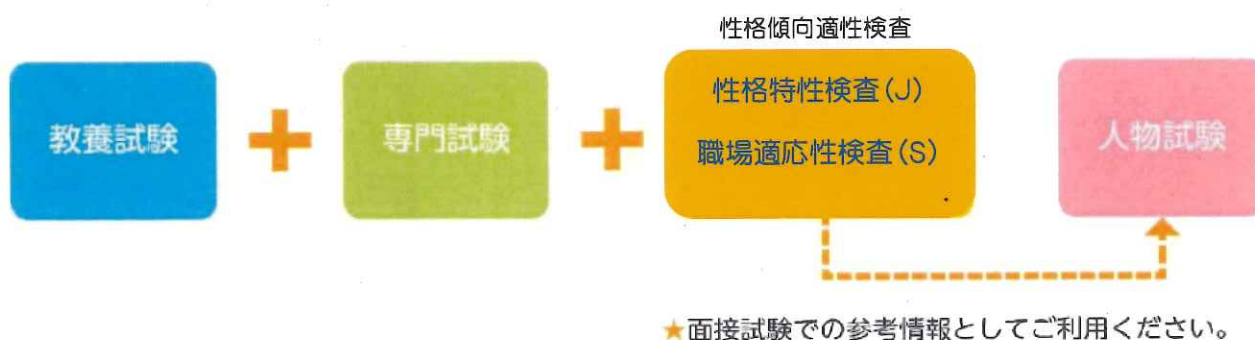 性格傾向適性検査
教養試験
専門試験
性格特性検査(J)
職場適応性検査(S)
人物試験
★面接試験での参考情報としてご利用ください。